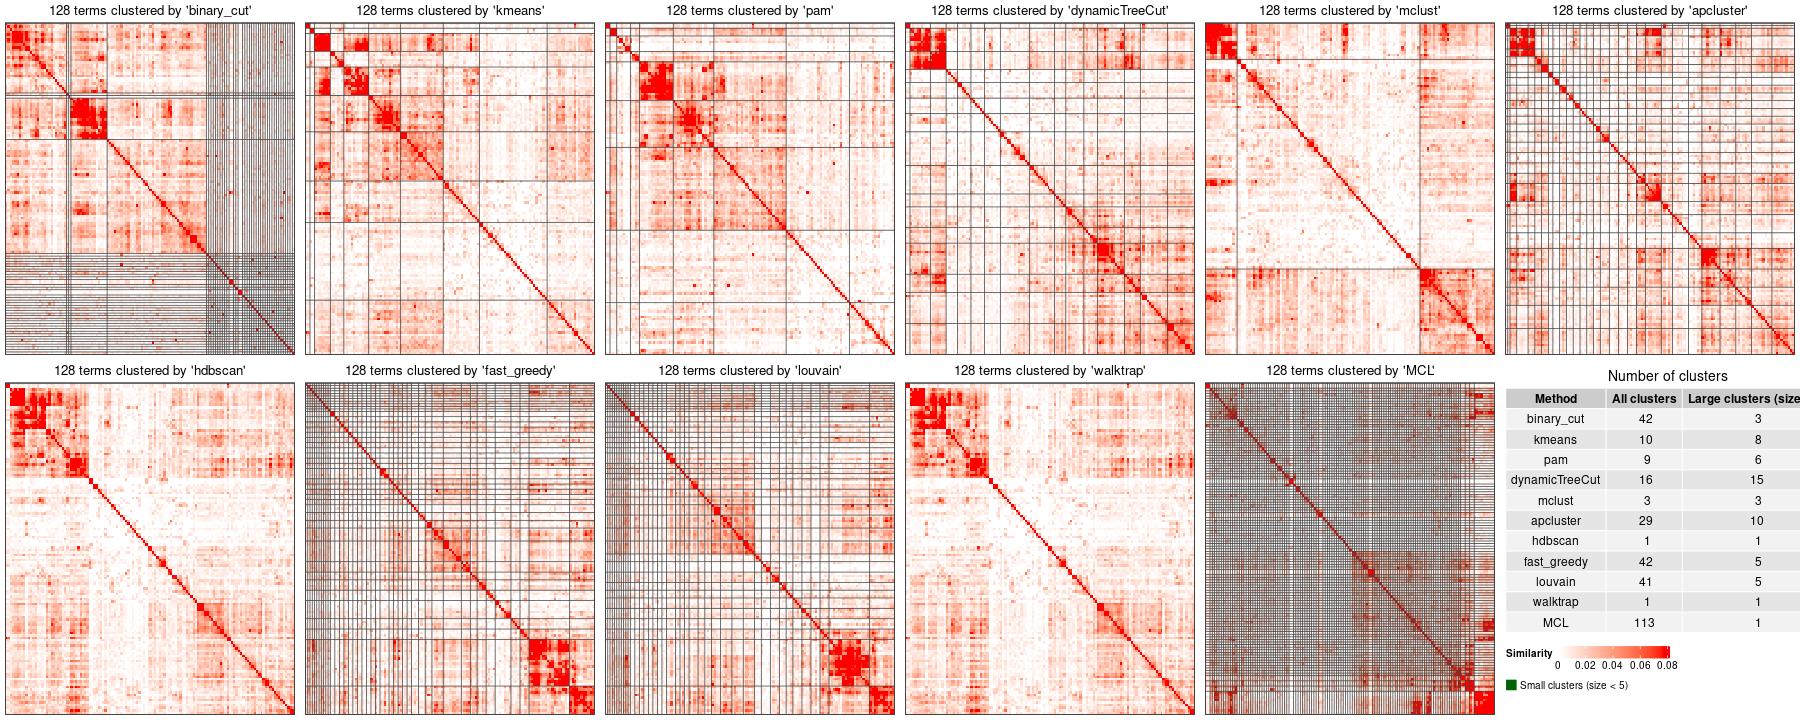 128 terms clustered by 'binary_cut'
128 terms clustered by 'kmeans'
128 terms clustered by 'pam'
128 terms clustered by 'dynamicTreeCut'
128 terms clustered by 'mclust'
128 terms clustered by 'apcluster'
128 terms clustered by 'hdbscan'
128 terms clustered by 'fast_greedy'
128 terms clustered by 'louvain'
128 terms clustered by 'walktrap'
128 terms clustered by 'MCL'
Number of clusters
Method All clusters Large clusters (size
binary_cut 42 3
kmeans 10 8
pam 9 6
dynamicTreeCut 16 15
mclust 3 3
apcluster 29 10
hdbscan 1 1
fast_greedy 42 5
louvain 41 5
walktrap 1 1
MCL 113 1
Similarity
0 0.02 0.04 0.06 0.08
Small clusters (size < 5)